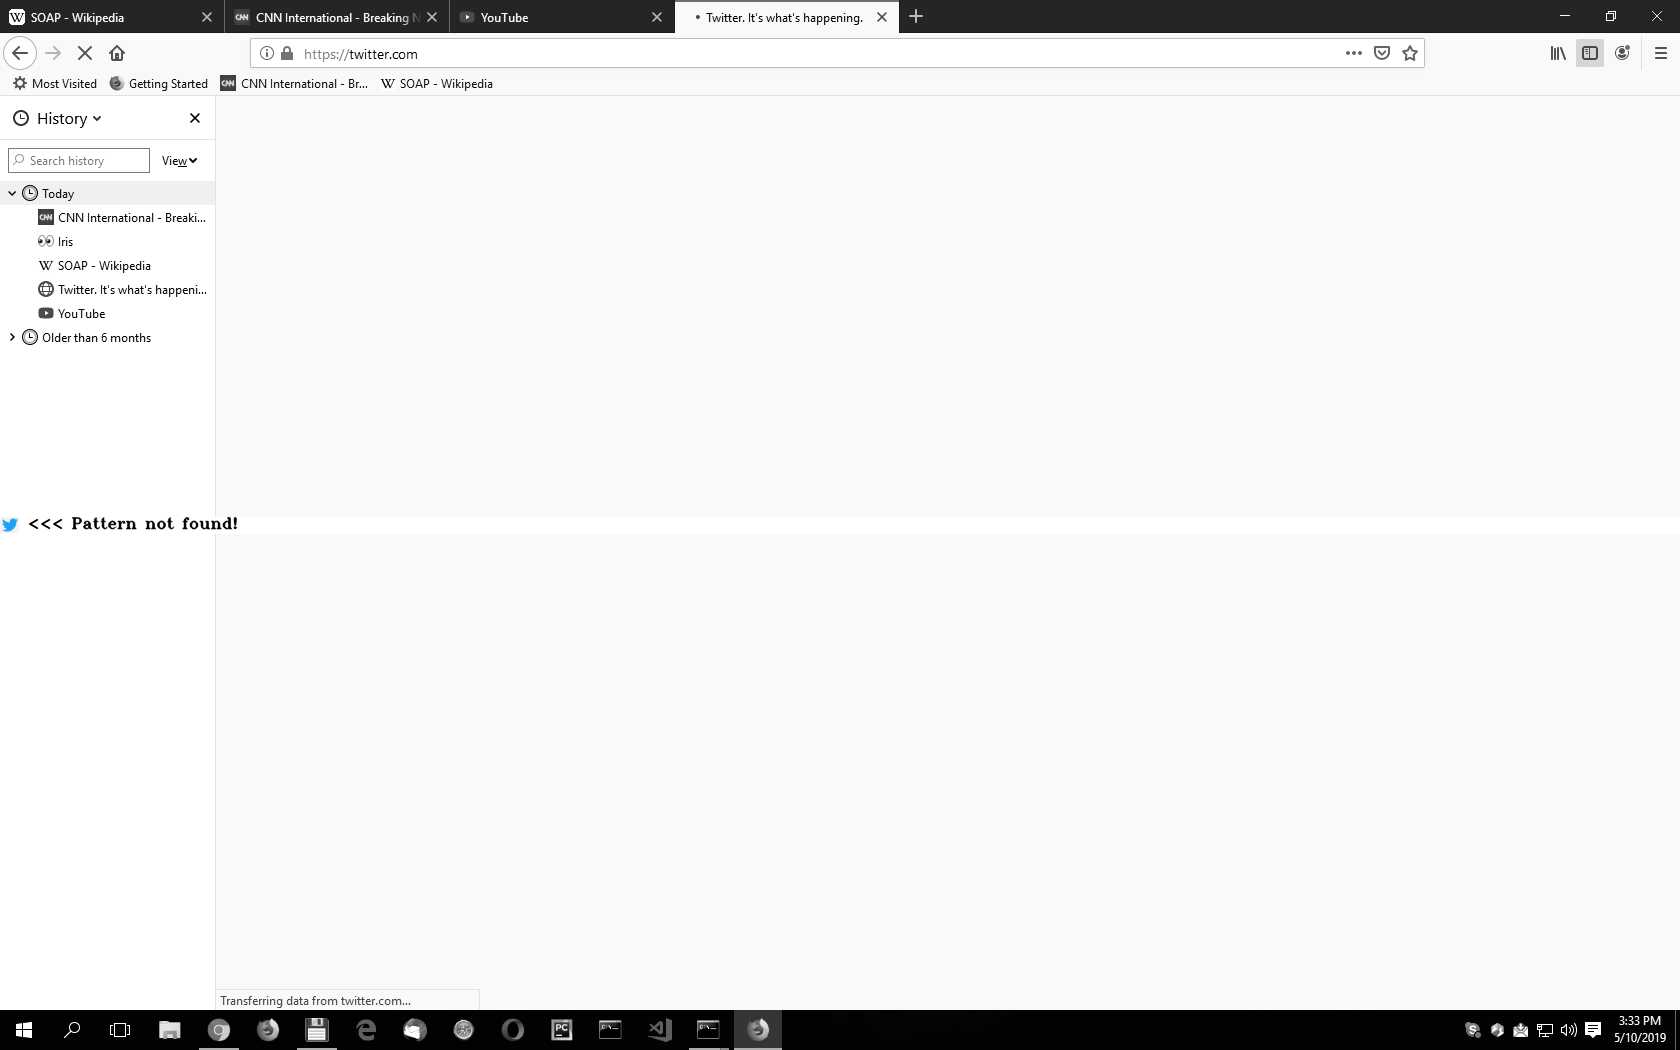 SOAP - Wikipedia
CNN International - Breaking N
YouTube
Twitter. It's what's happening.
https://twitter.com
Most Visited
Getting Started
CNN International - Br...
SOAP - Wikipedia
History
Search history
View
Today
CNN International - Breaki...
Iris
SOAP - Wikipedia
Twitter. It's what's happeni...
YouTube
Older than 6 months
<<< Pattern not found!
Transferring data from twitter.com...
3:33 PM
5/10/2019